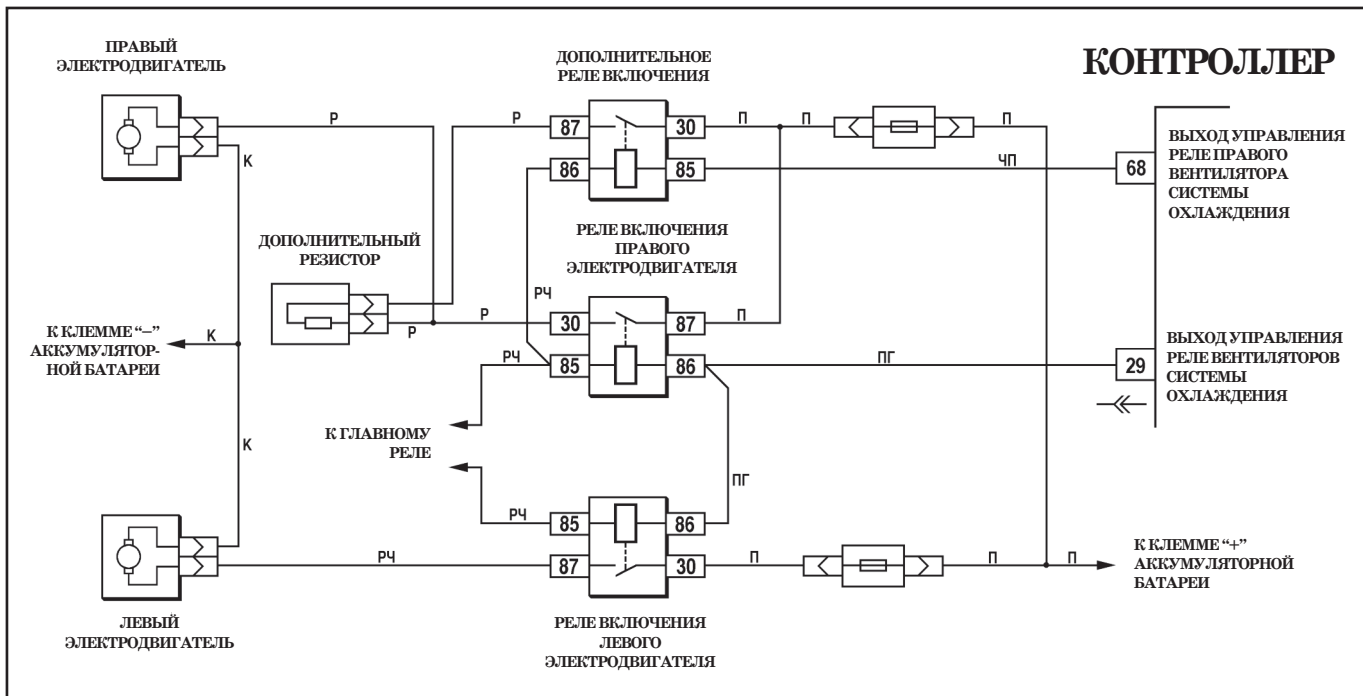 ПРАВЫЙ
ЭЛЕКТРОДВИГАТЕЛЬ
ДОПОЛНИТЕЛЬНОЕ
РЕЛЕ ВКЛЮЧЕНИЯ
КОНТРОЛЛЕР
Р
Р
87
30
П
П
П
К
86
85
ЧП
68
ВЫХОД УПРАВЛЕНИЯ
РЕЛЕ ПРАВОГО
ВЕНТИЛЯТОРА
СИСТЕМЫ
ОХЛАЖДЕНИЯ
РЕЛЕ ВКЛЮЧЕНИЯ
ПРАВОГО
ЭЛЕКТРОДВИГАТЕЛЯ
ДОПОЛНИТЕЛЬНЫЙ
РЕЗИСТОР
РЧ
Р
Р
30
87
П
К КЛЕММЕ “–”
АККУМУЛЯТОР-
НОЙ БАТАРЕИ
К
РЧ
85
86
ПГ
29
ВЫХОД УПРАВЛЕНИЯ
РЕЛЕ ВЕНТИЛЯТОРОВ
СИСТЕМЫ
ОХЛАЖДЕНИЯ
К ГЛАВНОМУ
РЕЛЕ
К
ПГ
РЧ
85
86
РЧ
87
30
П
П
П
К КЛЕММЕ “+”
АККУМУЛЯТОРНОЙ
БАТАРЕИ
ЛЕВЫЙ
ЭЛЕКТРОДВИГАТЕЛЬ
РЕЛЕ ВКЛЮЧЕНИЯ
ЛЕВОГО
ЭЛЕКТРОДВИГАТЕЛЯ